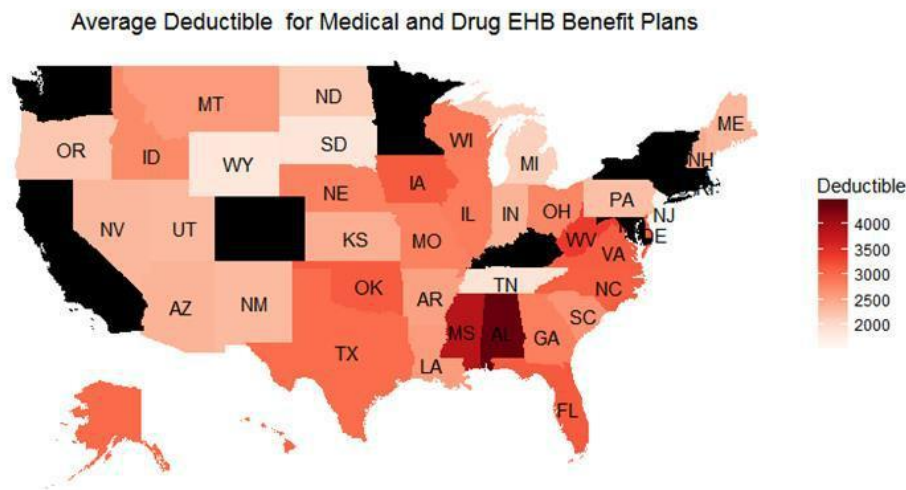 Average Deductible  for Medical and Drug EHB Benefit Plans
MT
ND
ME
OR
ID
WY
SD
WI
MI
NH
NE
IA
PA
NV
UT
KS
MO
IL
IN
OH
WV
VA
NJ
DE
AZ
NM
OK
AR
TN
NC
SC
MS
AL
GA
TX
LA
FL
Deductible
4000
3500
3000
2500
2000